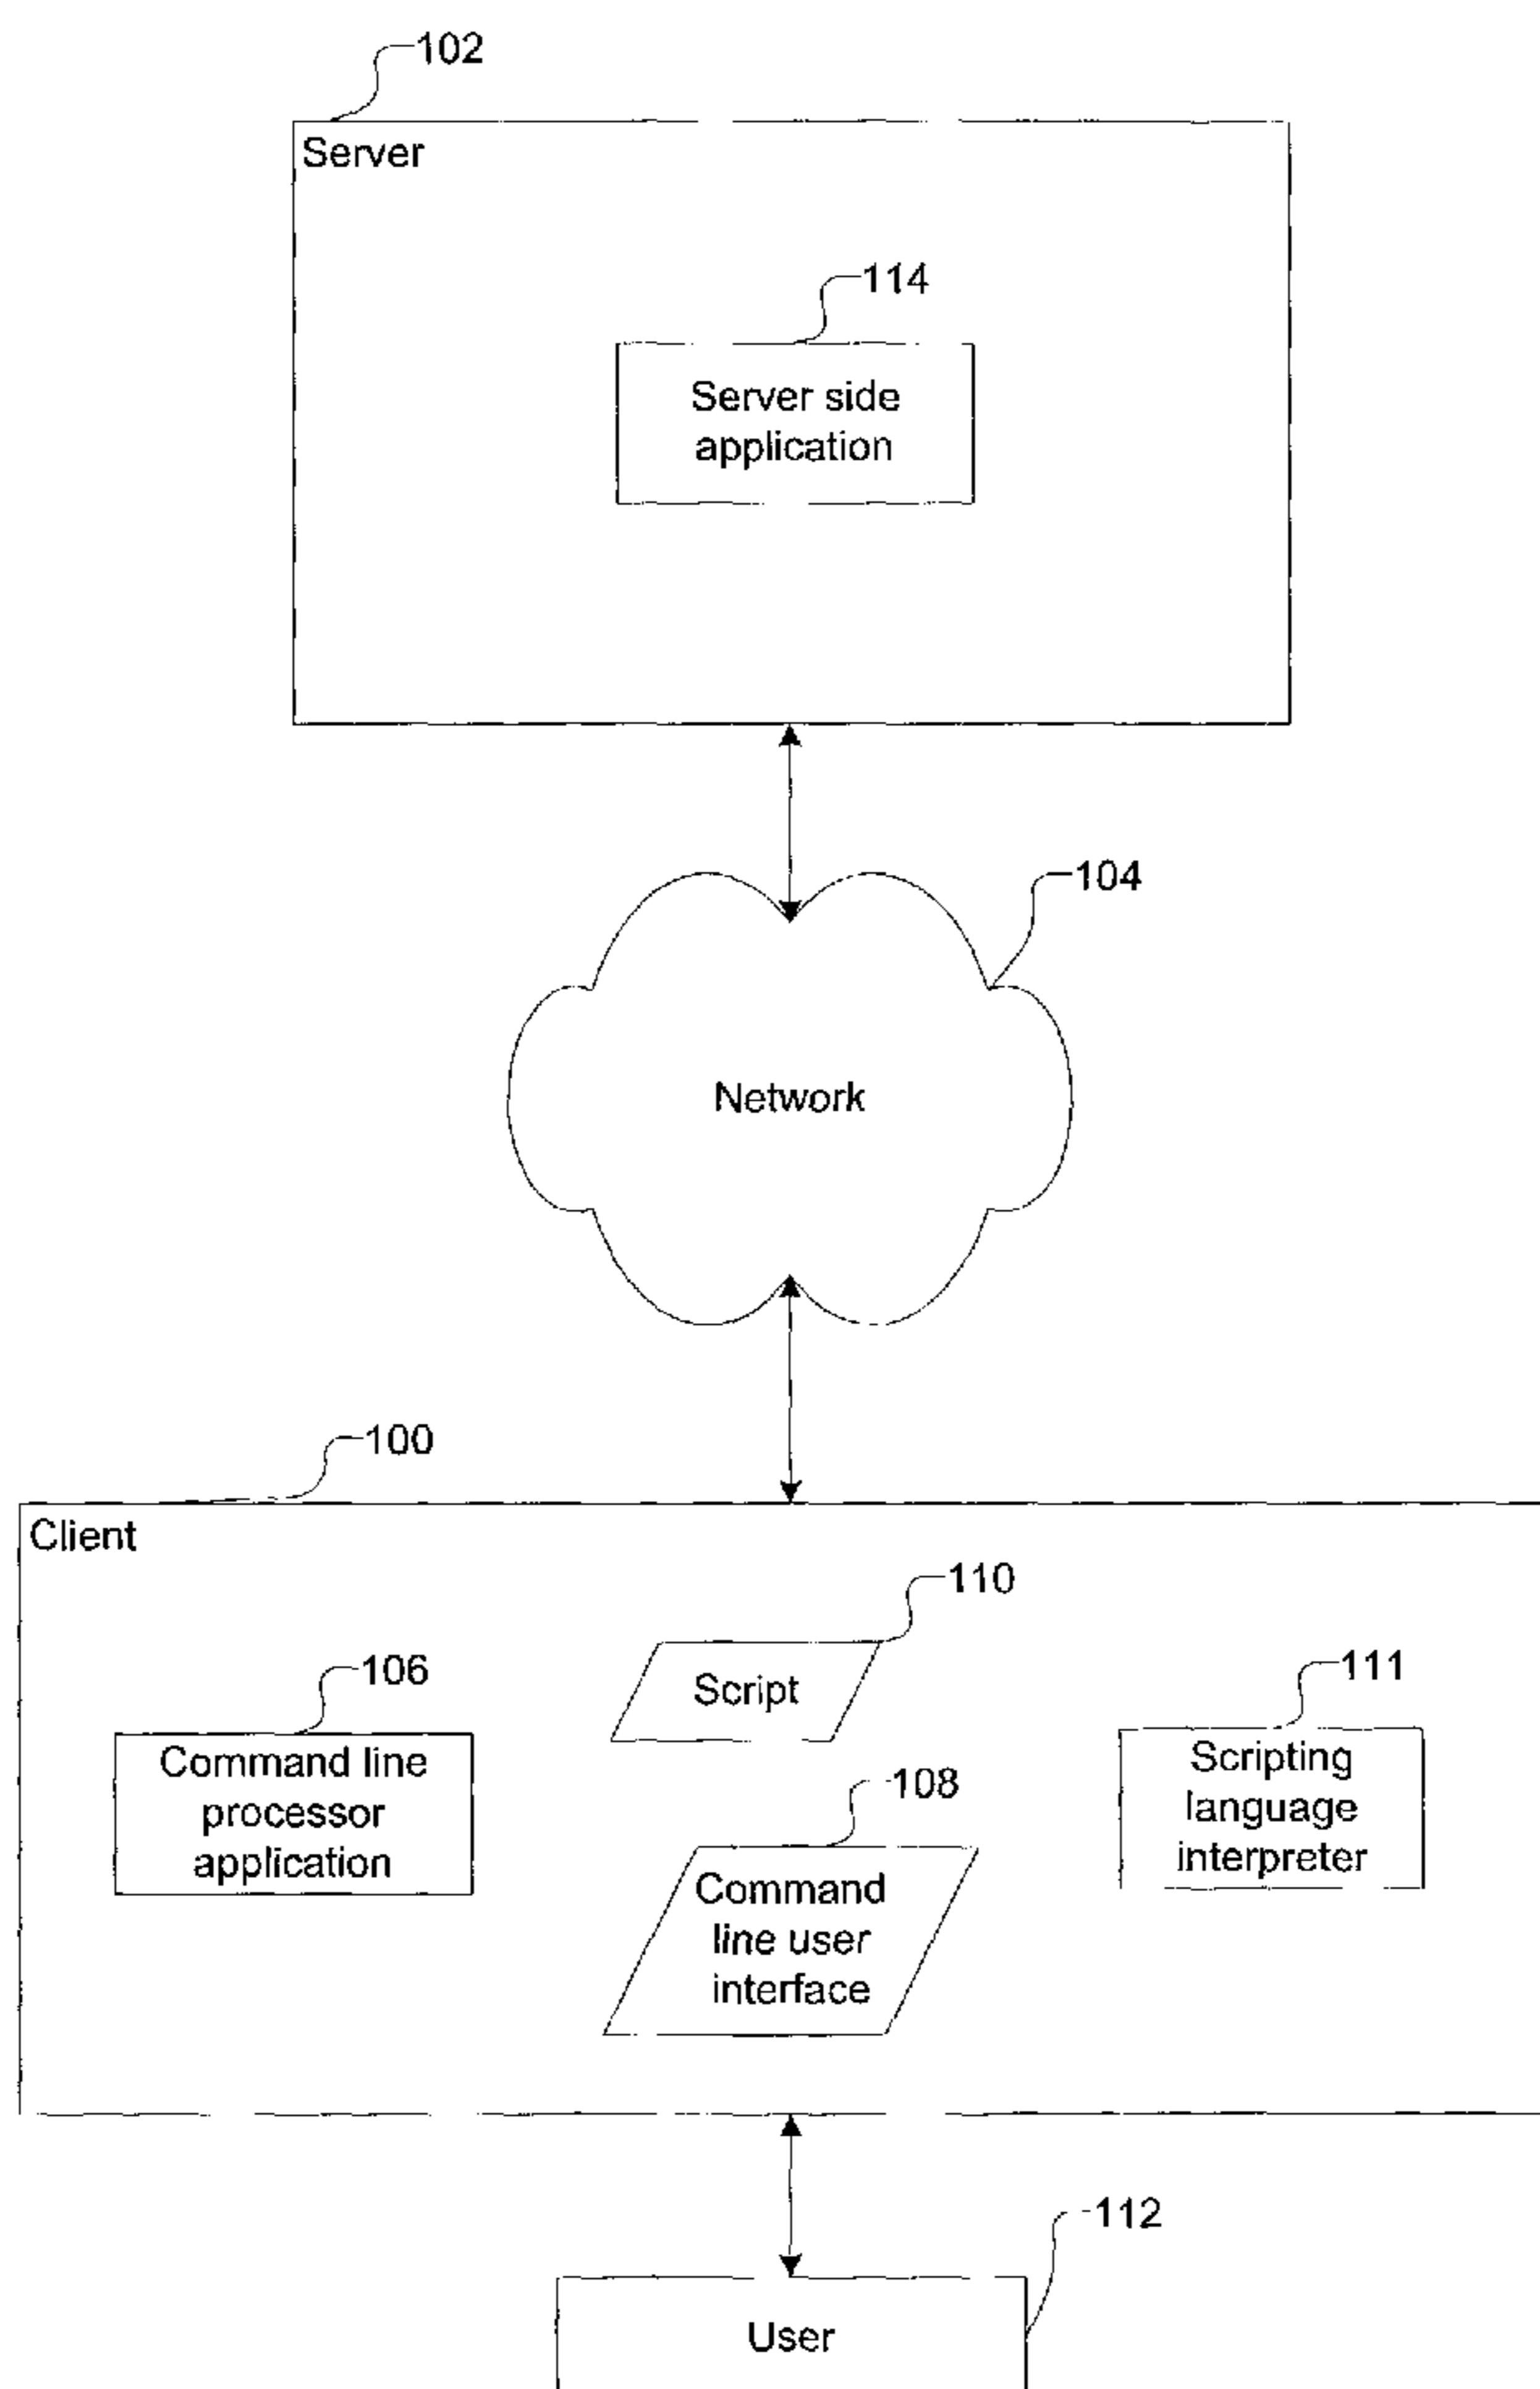 102
Server
114
Server side
application
104
Network
100
Client
110
Script
106
111
Command line
processor
application
Scripting
language
interpreter
108
Command
line user
interface
112
User